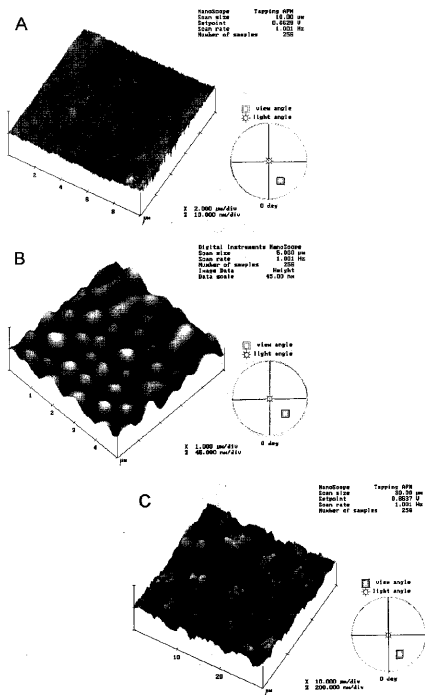 A
NanoScope Tapping AFM
Scan size 10.00 µm
Setpoint 0.6629 V
Scan rate 1.001 Hz
Number of samples 256
view angle
light angle
2
4
6
8
µm
X 2.000 µm/div
Z 10.000 nm/div
0 deg
B
Digital Instruments NanoScope
Scan size 5.000 µm
Scan rate 1.001 Hz
Number of samples 256
Image Data Height
Data scale 45.00 nm
view angle
light angle
1
2
3
4
µm
X 1.000 µm/div
Z 45.000 nm/div
0 deg
C
NanoScope Tapping AFM
Scan size 30.00 µm
Setpoint 0.8637 V
Scan rate 1.001 Hz
Number of samples 256
view angle
light angle
10
20
µm
X 10.000 µm/div
Z 200.000 nm/div
0 deg